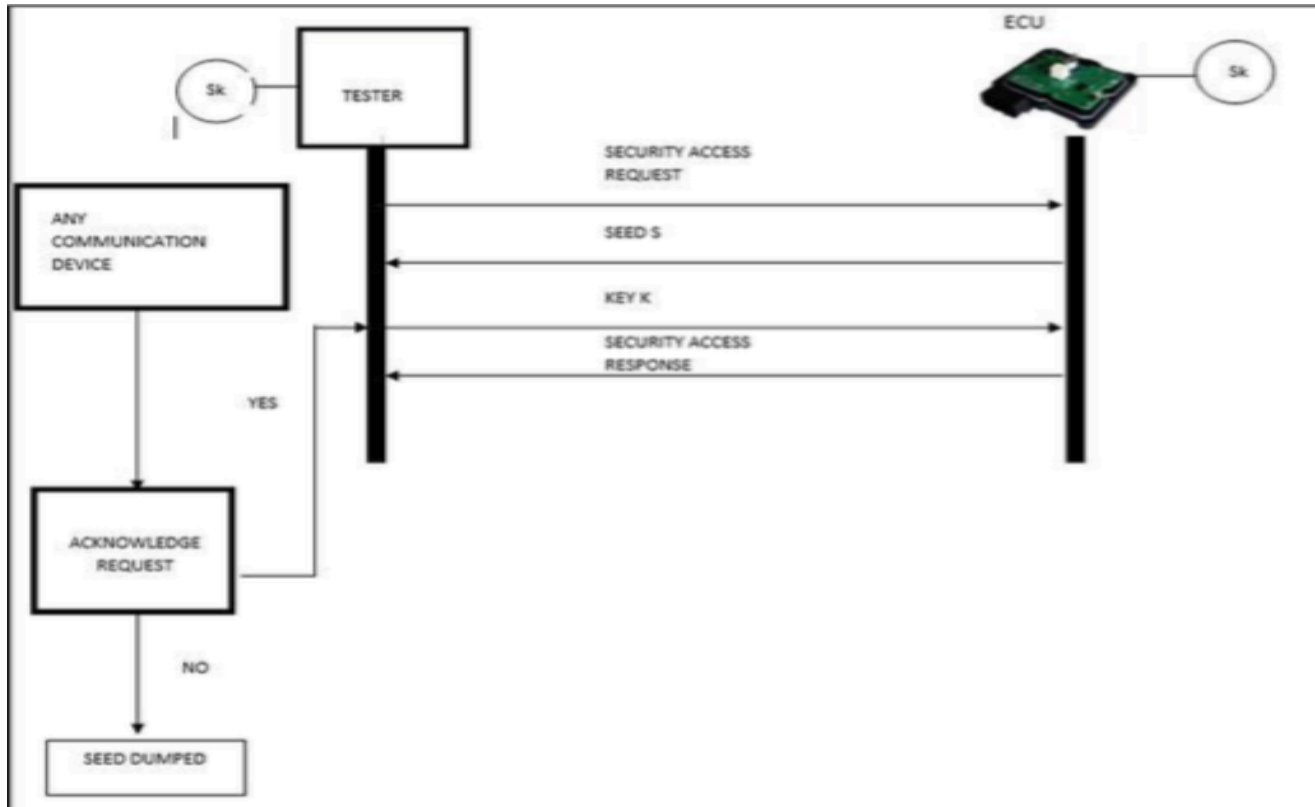 ECU
Sk
TESTER
Sk
SECURITY ACCESS
REQUEST
ANY
COMMUNICATION
DEVICE
SEED S
KEY K
SECURITY ACCESS
RESPONSE
YES
ACKNOWLEDGE
REQUEST
NO
SEED DUMPED